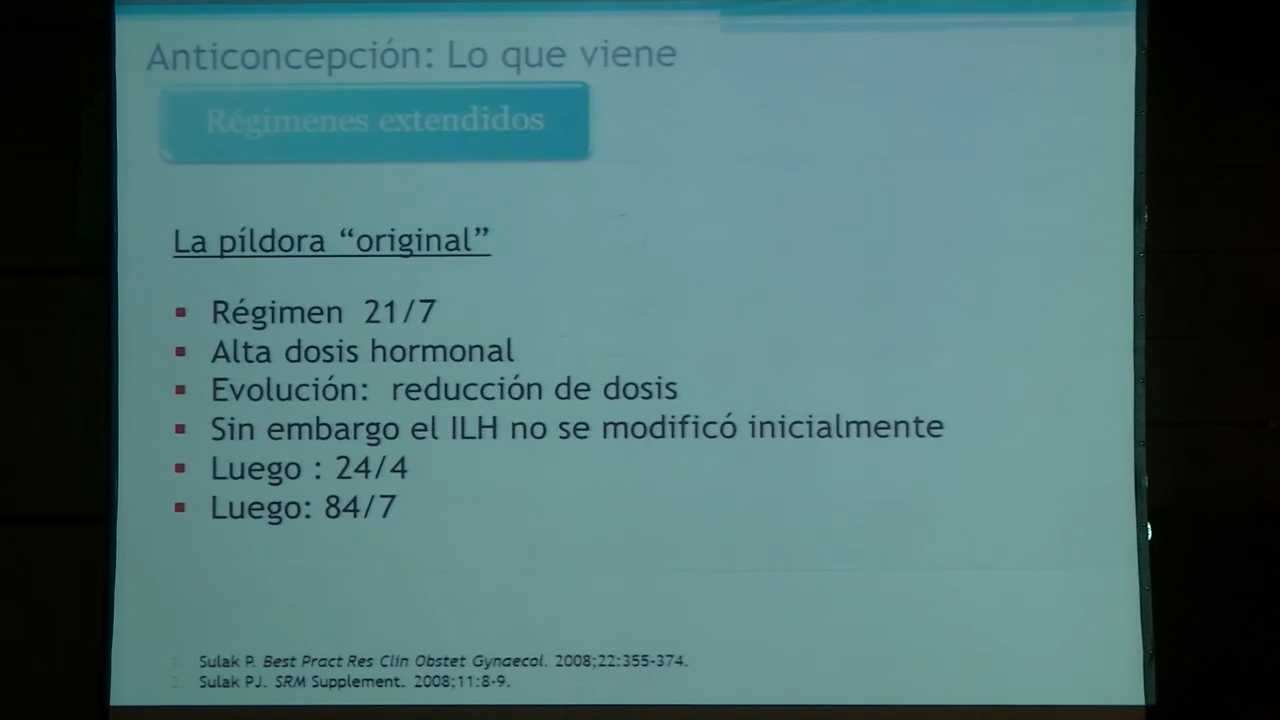 Anticoncepción: Lo que viene
Régimenes extendidos
La píldora “original”
▪ Régimen 21/7
▪ Alta dosis hormonal
▪ Evolución: reducción de dosis
▪ Sin embargo el ILH no se modificó inicialmente
▪ Luego : 24/4
▪ Luego: 84/7
1. Sulak P. Best Pract Res Clin Obstet Gynaecol. 2008;22:355-374.
2. Sulak PJ. SRM Supplement. 2008;11:8-9.